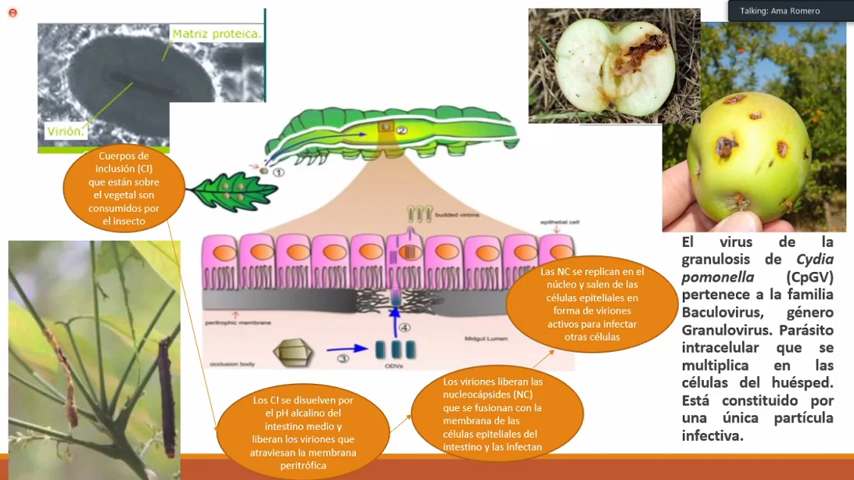 Talking: Ama Romero
Matriz proteica.
Virión.
Cuerpos de
inclusión (CI)
que están sobre
el vegetal son
consumidos por
el insecto
①
②
budded virions
epithelial cell
peritrophic membrane
Midgut Lumen
④
③
occlusion body
ODVs
Las NC se replican en el
núcleo y salen de las
células epiteliales en
forma de viriones
activos para infectar
otras células
Los CI se disuelven por
el pH alcalino del
intestino medio y
liberan los viriones que
atraviesan la membrana
peritrófica
Los viriones liberan las
nucleocápsides (NC)
que se fusionan con la
membrana de las
células epiteliales del
intestino y las infectan
El virus de la
granulosis de Cydia
pomonella (CpGV)
pertenece a la familia
Baculovirus, género
Granulovirus. Parásito
intracelular que se
multiplica en las
células del huésped.
Está constituido por
una única partícula
infectiva.